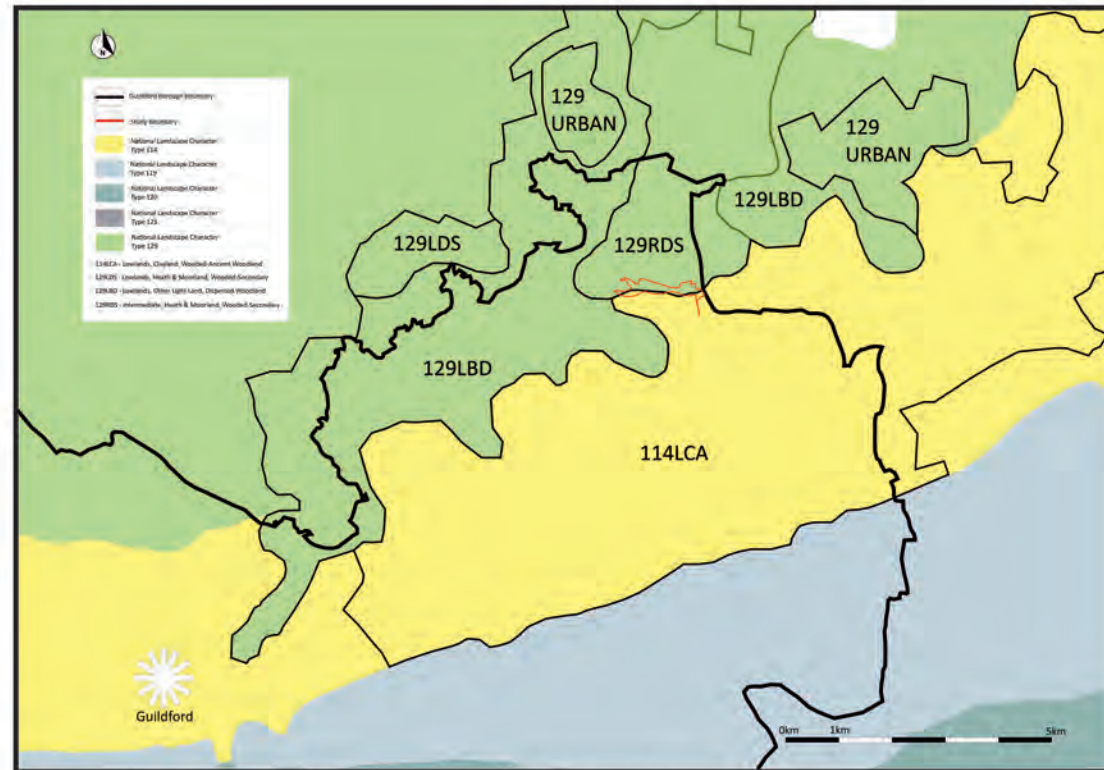 N
Guildford Borough Boundary
Study Boundary
National Landscape Character
Type 114
National Landscape Character
Type 119
National Landscape Character
Type 120
National Landscape Character
Type 121
National Landscape Character
Type 129
114LCA - Lowlands, Clayland, Wooded-Ancient Woodland
129LDS - Lowlands, Heath & Moorland, Wooded-Secondary
129LBD - Lowlands, Other Light Land, Dispersed Woodland
129RDS - Intermediate, Heath & Moorland, Wooded-Secondary
129
URBAN
129
URBAN
129LBD
129LDS
129RDS
129LBD
114LCA
Guildford
0km
1km
5km